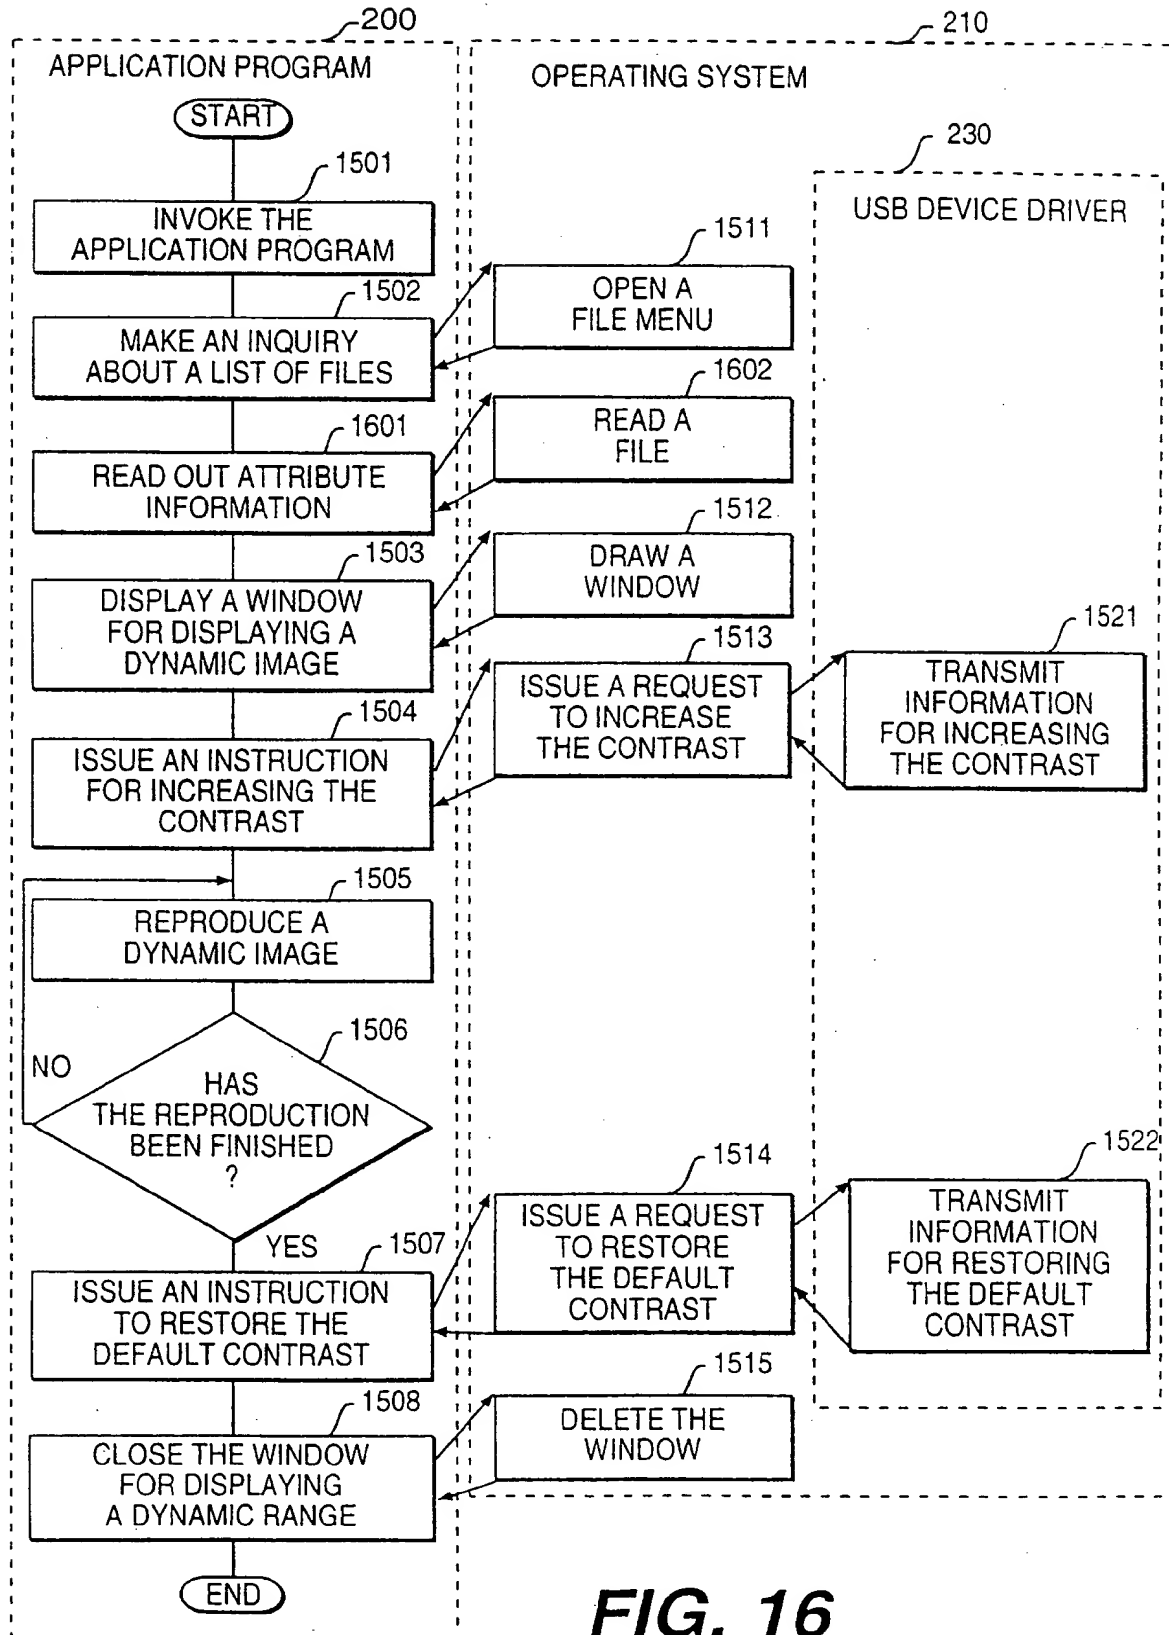 200
210
APPLICATION PROGRAM
OPERATING SYSTEM
START
230
USB DEVICE DRIVER
1501
INVOKE THE
APPLICATION PROGRAM
1511
OPEN A
FILE MENU
1502
MAKE AN INQUIRY
ABOUT A LIST OF FILES
1602
READ A
FILE
1601
READ OUT ATTRIBUTE
INFORMATION
1512
DRAW A
WINDOW
1503
DISPLAY A WINDOW
FOR DISPLAYING A
DYNAMIC IMAGE
1513
ISSUE A REQUEST
TO INCREASE
THE CONTRAST
1521
TRANSMIT
INFORMATION
FOR INCREASING
THE CONTRAST
1504
ISSUE AN INSTRUCTION
FOR INCREASING THE
CONTRAST
1505
REPRODUCE A
DYNAMIC IMAGE
1506
NO
HAS
THE REPRODUCTION
BEEN FINISHED
?
YES
1514
ISSUE A REQUEST
TO RESTORE
THE DEFAULT
CONTRAST
1522
TRANSMIT
INFORMATION
FOR RESTORING
THE DEFAULT
CONTRAST
1507
ISSUE AN INSTRUCTION
TO RESTORE THE
DEFAULT CONTRAST
1515
DELETE THE
WINDOW
1508
CLOSE THE WINDOW
FOR DISPLAYING
A DYNAMIC RANGE
END
FIG. 16